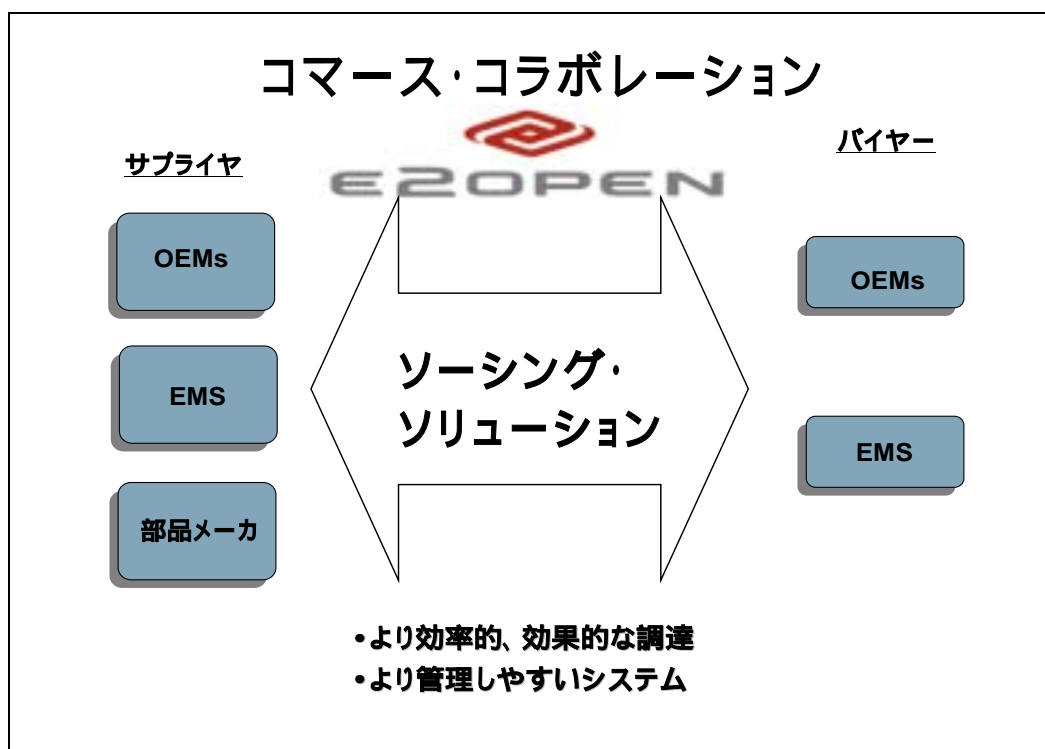 コマース・コラボレーション
E2OPEN
サプライヤ
バイヤー
OEMs
EMS
部品メーカ
ソーシング・
ソリューション
OEMs
EMS
•より効率的、効果的な調達
•より管理しやすいシステム